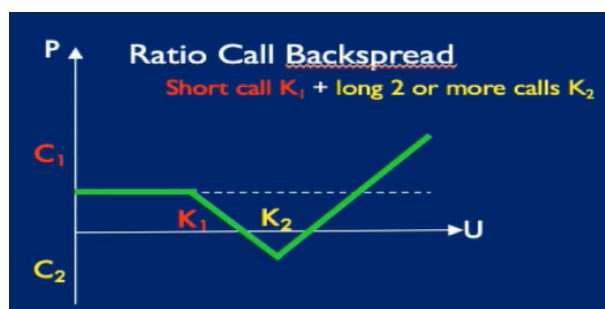 P
Ratio Call Backspread
Short call K₁ + long 2 or more calls K₂
C₁
K₁
K₂
U
C₂